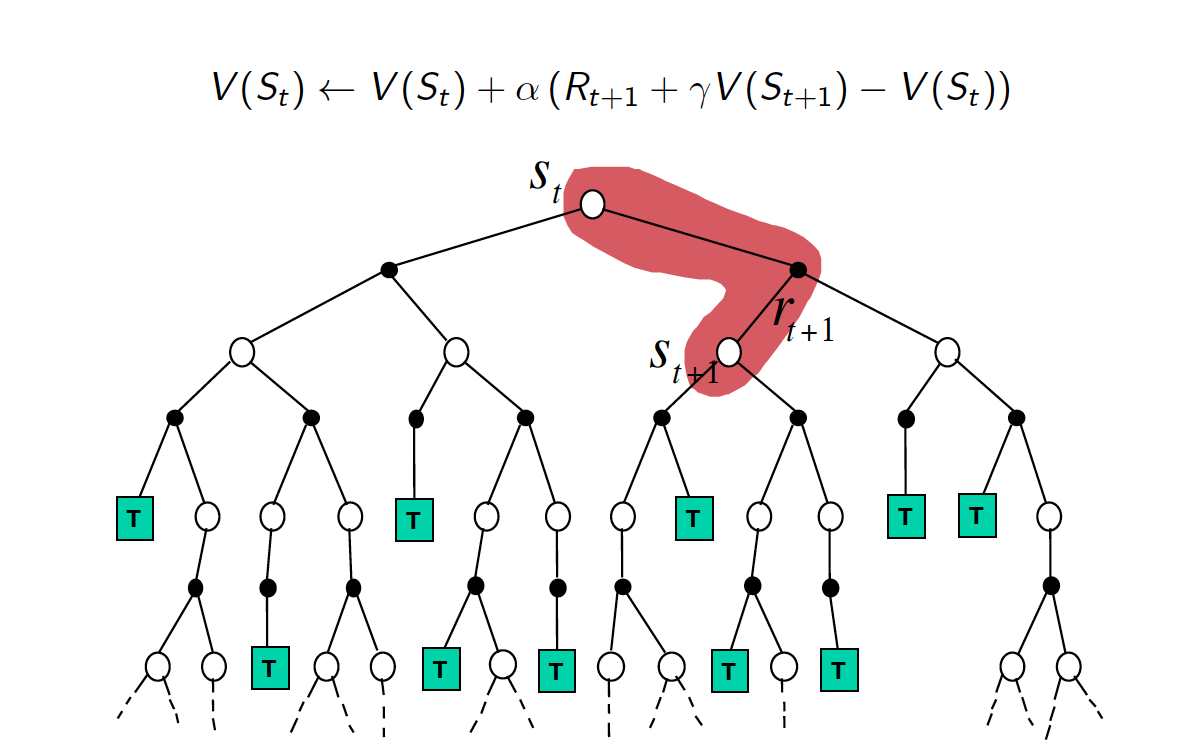 V(S_t) ← V(S_t) + α (R_{t+1} + γV(S_{t+1}) − V(S_t))
s_t
r_{t+1}
s_{t+1}
T T T T T
T T T T T